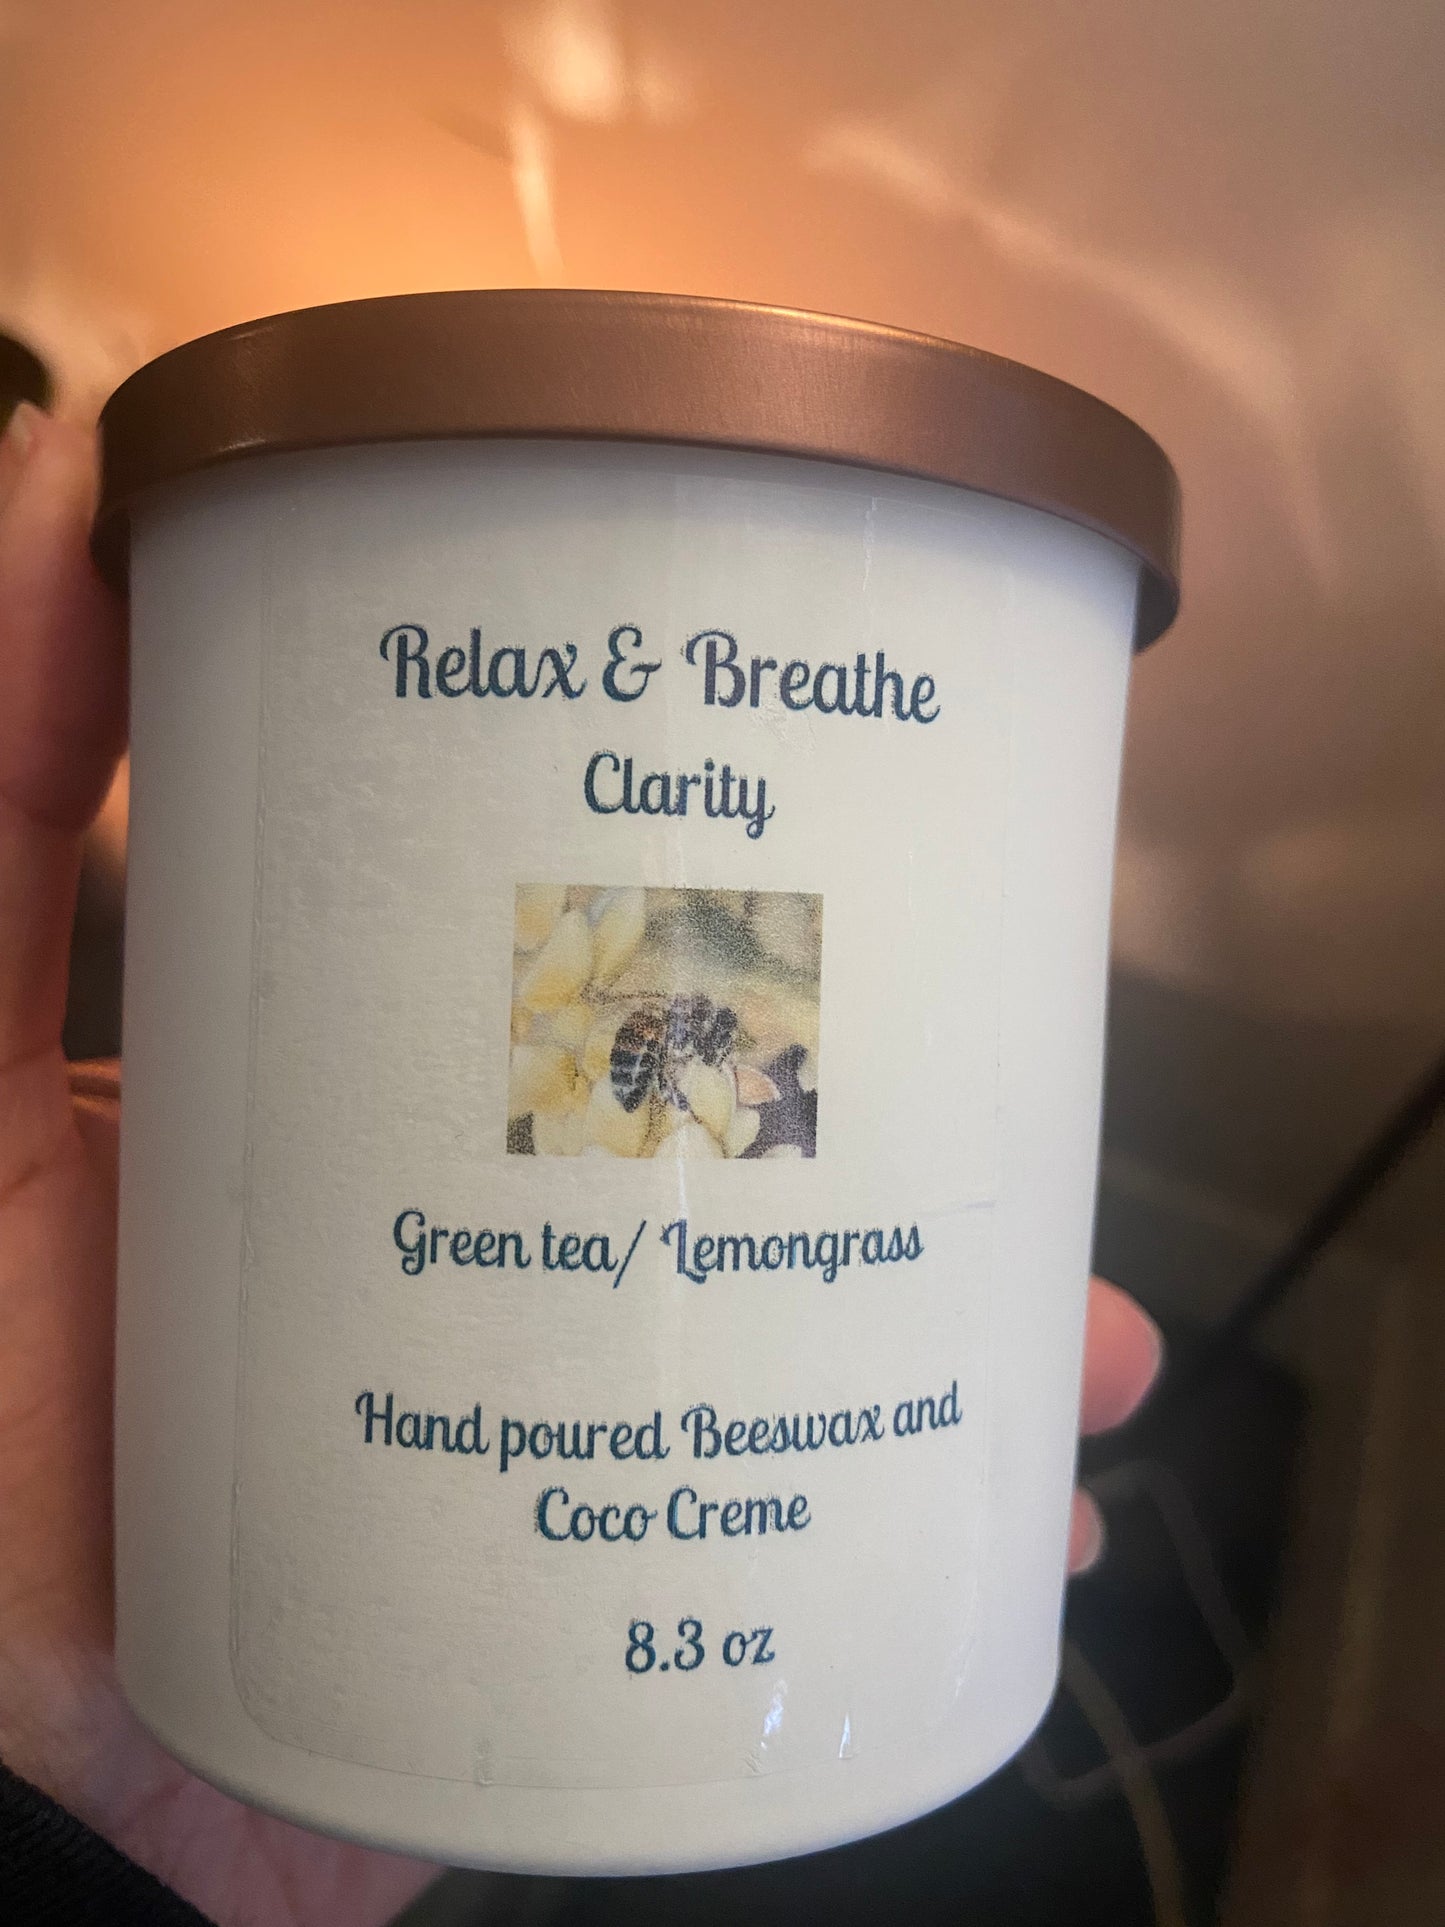 Relax & Breathe
Clarity
Green tea/ Lemongrass
Hand poured Beeswax and
Coco Creme
8.3 oz